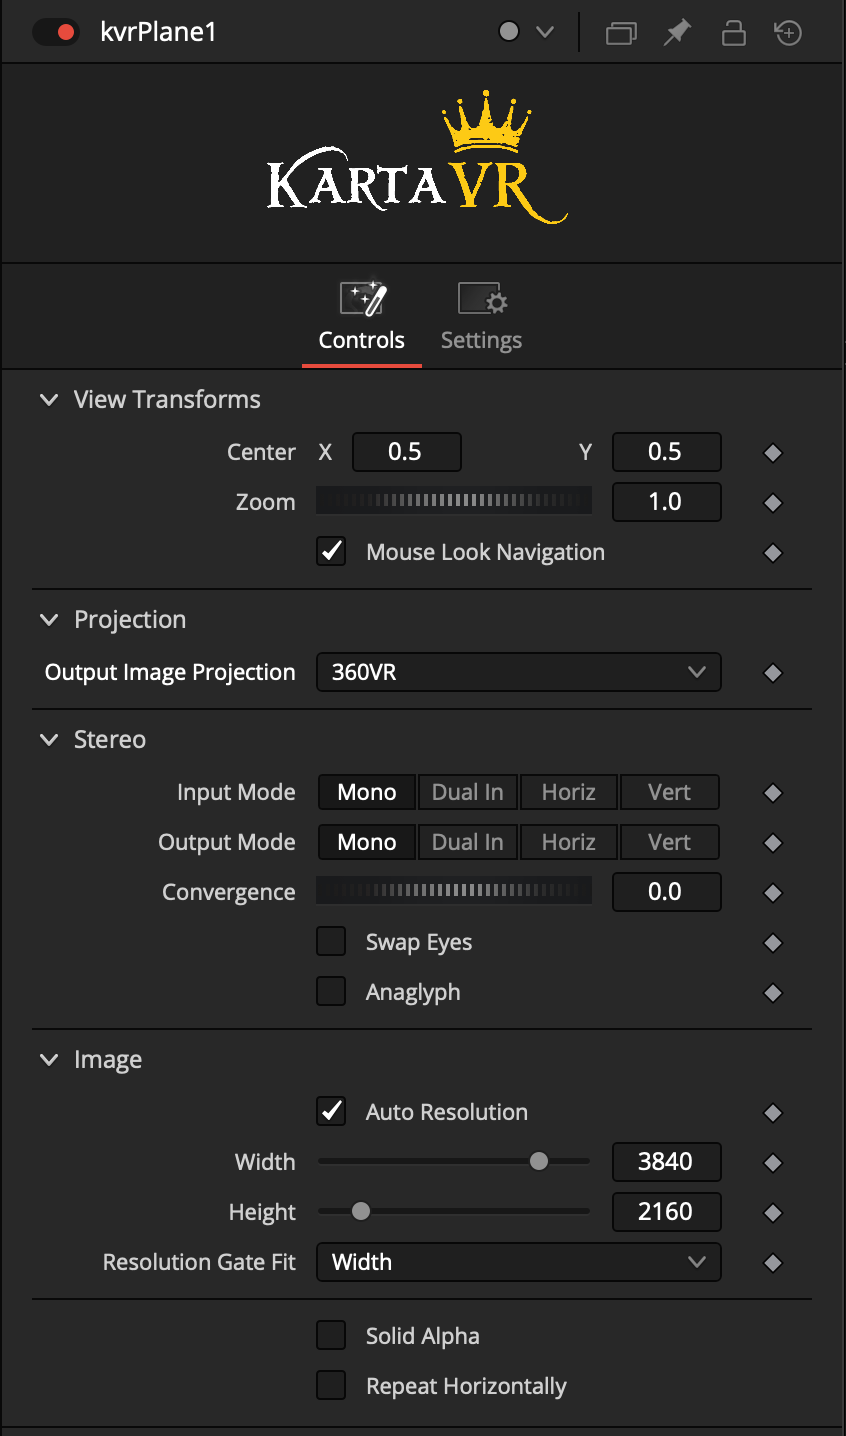 kvrPlane1
KARTAVR
Controls Settings
View Transforms
Center X 0.5 Y 0.5
Zoom 1.0
Mouse Look Navigation
Projection
Output Image Projection 360VR
Stereo
Input Mode Mono Dual In Horiz Vert
Output Mode Mono Dual In Horiz Vert
Convergence 0.0
Swap Eyes
Anaglyph
Image
Auto Resolution
Width 3840
Height 2160
Resolution Gate Fit Width
Solid Alpha
Repeat Horizontally